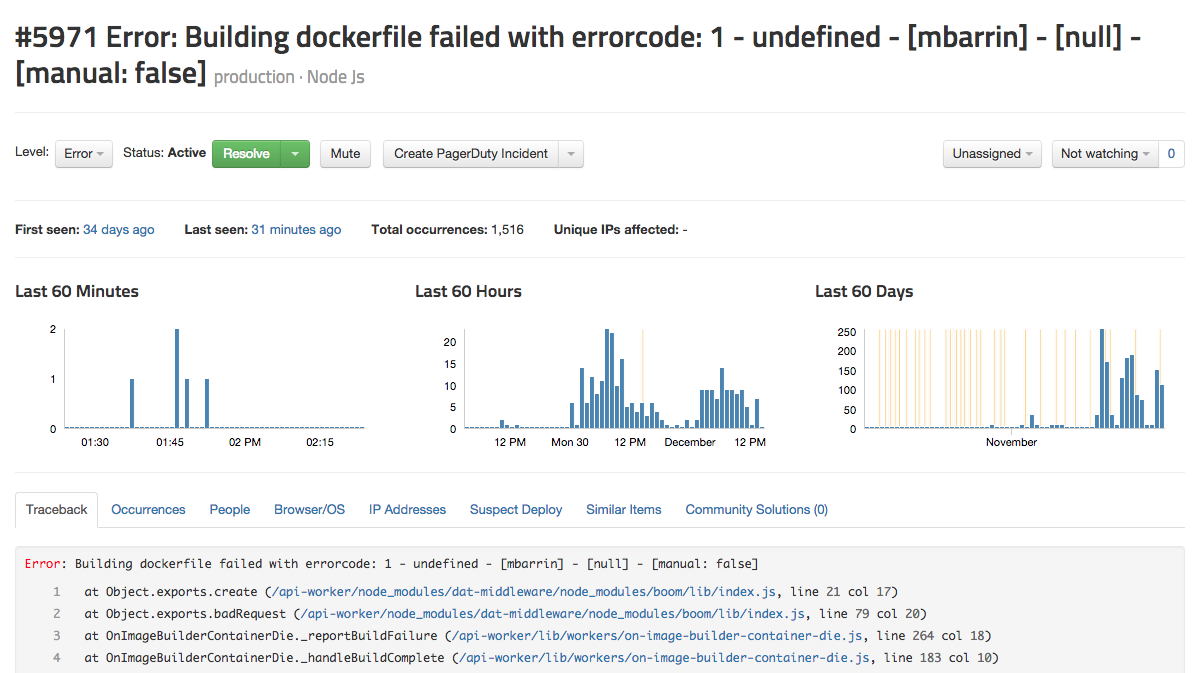 #5971 Error: Building dockerfile failed with errorcode: 1 - undefined - [mbarrin] - [null] -
[manual: false] production · Node Js
Level: Error Status: Active Resolve Mute Create PagerDuty Incident Unassigned Not watching 0
First seen: 34 days ago Last seen: 31 minutes ago Total occurrences: 1,516 Unique IPs affected: -
Last 60 Minutes
2
1
0
01:30 01:45 02 PM 02:15
Last 60 Hours
20
15
10
5
0
12 PM Mon 30 12 PM December 12 PM
Last 60 Days
250
200
150
100
50
0
November
Traceback Occurrences People Browser/OS IP Addresses Suspect Deploy Similar Items Community Solutions (0)
Error: Building dockerfile failed with errorcode: 1 - undefined - [mbarrin] - [null] - [manual: false]
1 at Object.exports.create (/api-worker/node_modules/dat-middleware/node_modules/boom/lib/index.js, line 21 col 17)
2 at Object.exports.badRequest (/api-worker/node_modules/dat-middleware/node_modules/boom/lib/index.js, line 79 col 20)
3 at OnImageBuilderContainerDie._reportBuildFailure (/api-worker/lib/workers/on-image-builder-container-die.js, line 264 col 18)
4 at OnImageBuilderContainerDie._handleBuildComplete (/api-worker/lib/workers/on-image-builder-container-die.js, line 183 col 10)